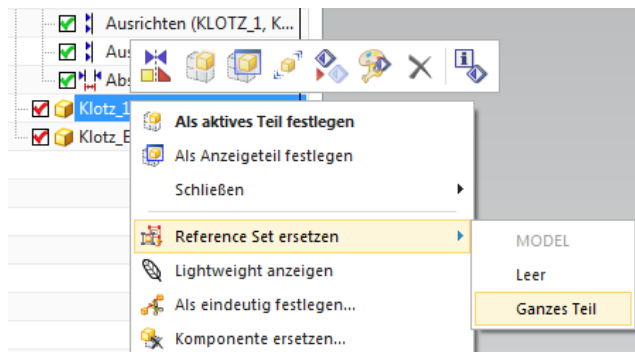 Ausrichten (KLOTZ_1, K...
Aus
Abs
Klotz_1
Klotz_E
Als aktives Teil festlegen
Als Anzeigeteil festlegen
Schließen
Reference Set ersetzen
MODEL
Lightweight anzeigen
Leer
Als eindeutig festlegen...
Ganzes Teil
Komponente ersetzen...